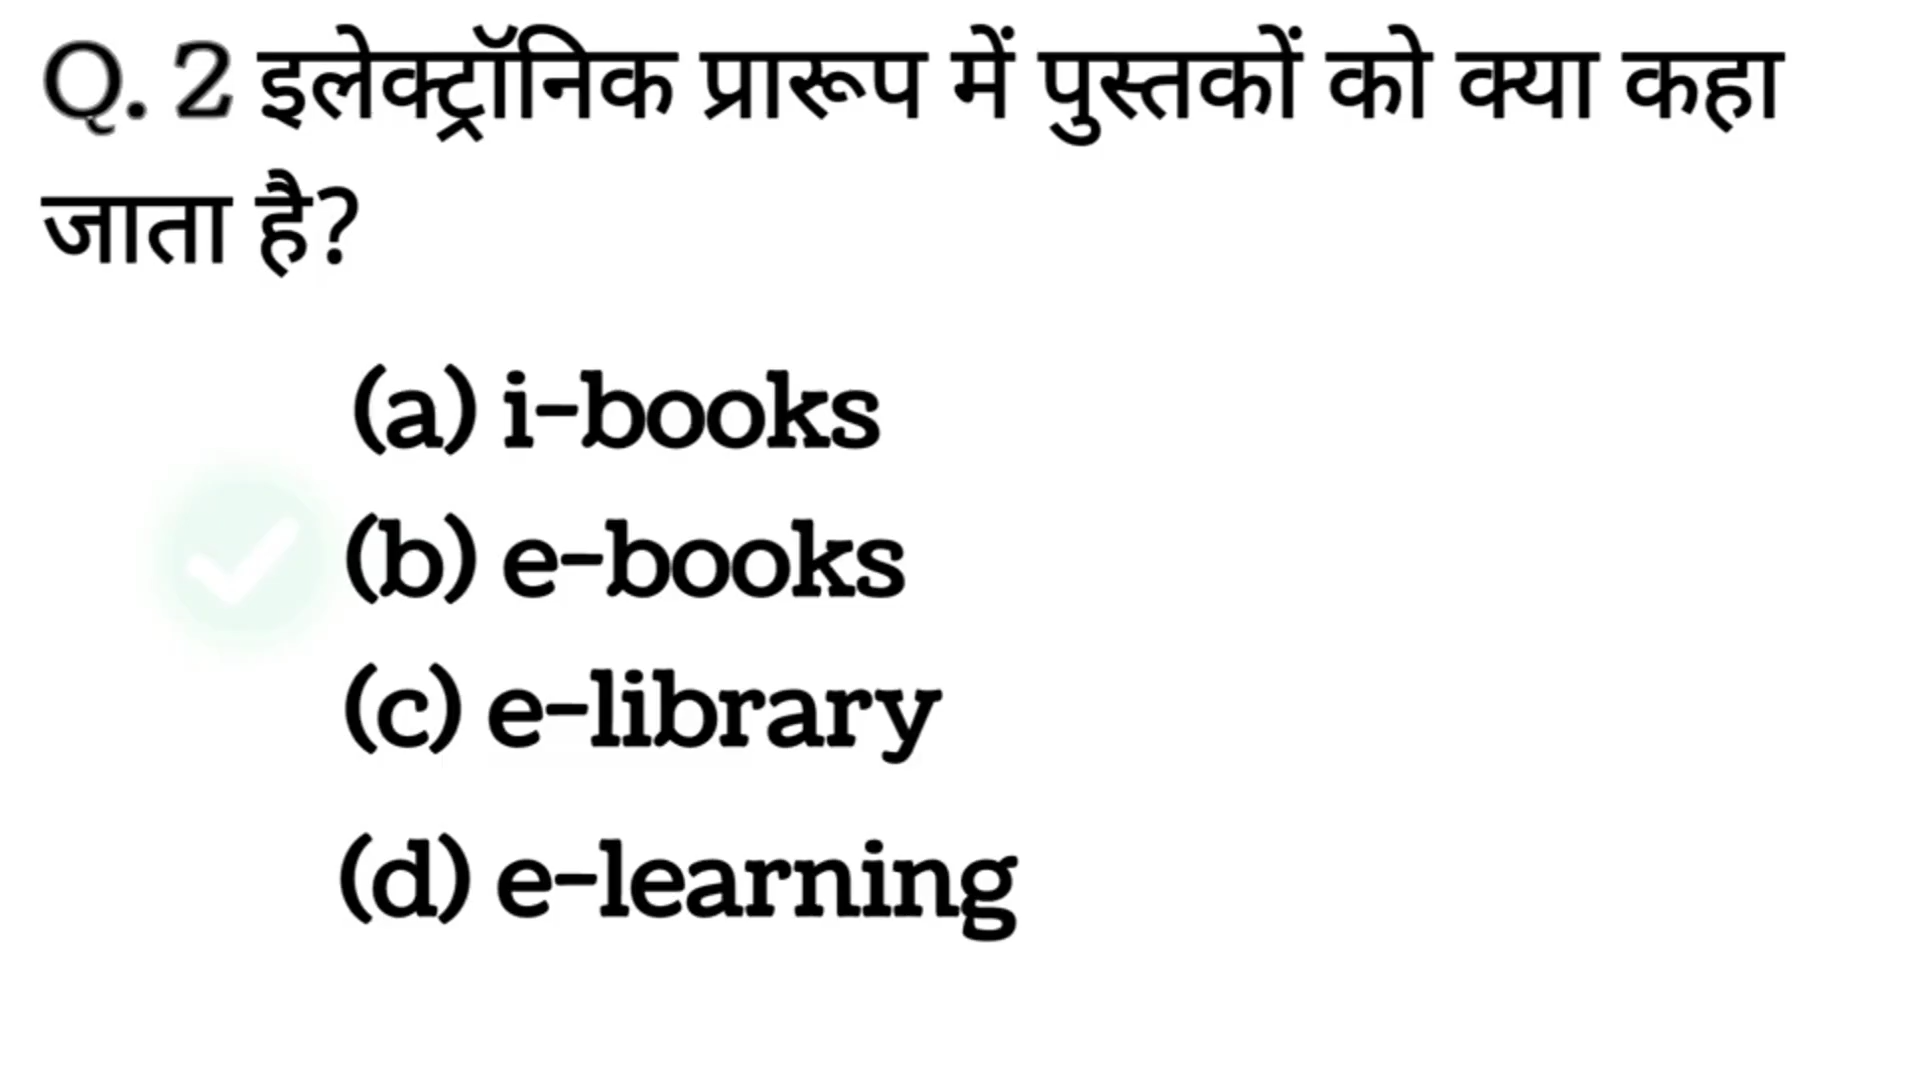 Q. 2 इलेक्ट्रॉनिक प्रारूप में पुस्तकों को क्या कहा
जाता है?
(a) i-books
(b) e-books
(c) e-library
(d) e-learning